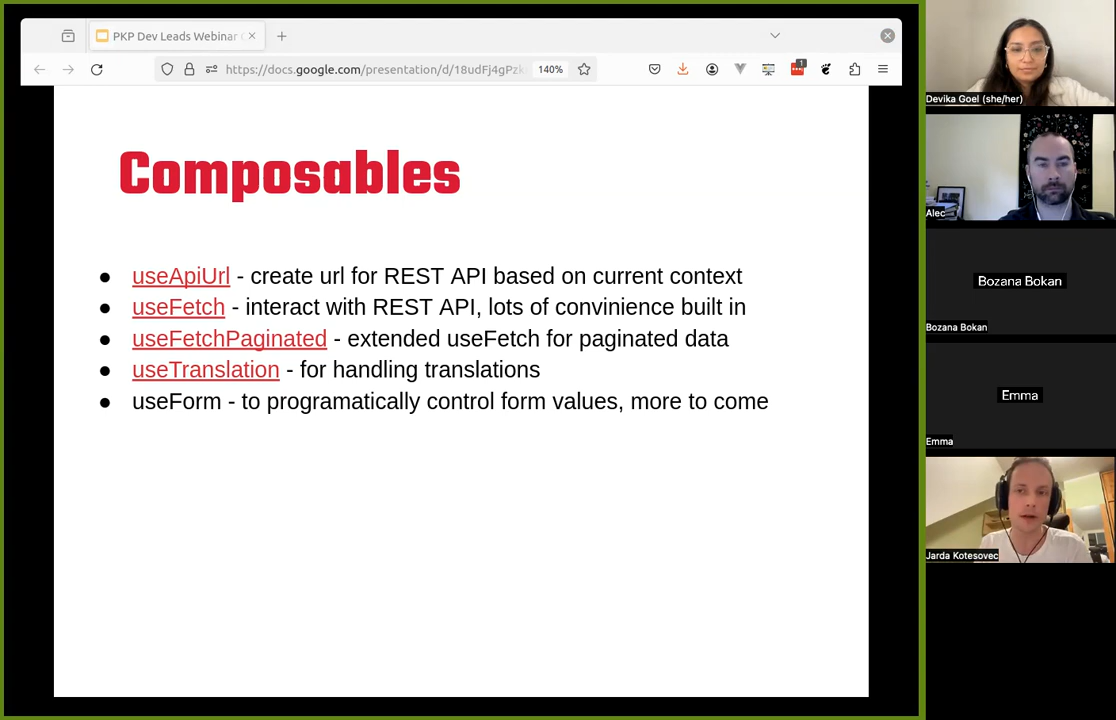 PKP Dev Leads Webinar
https://docs.google.com/presentation/d/18udFj4gPzk
140%
1
Composables
● useApiUrl - create url for REST API based on current context
● useFetch - interact with REST API, lots of convinience built in
● useFetchPaginated - extended useFetch for paginated data
● useTranslation - for handling translations
● useForm - to programatically control form values, more to come
Devika Goel (she/her)
Alec
Bozana Bokan
Bozana Bokan
Emma
Emma
Jarda Kotesovec